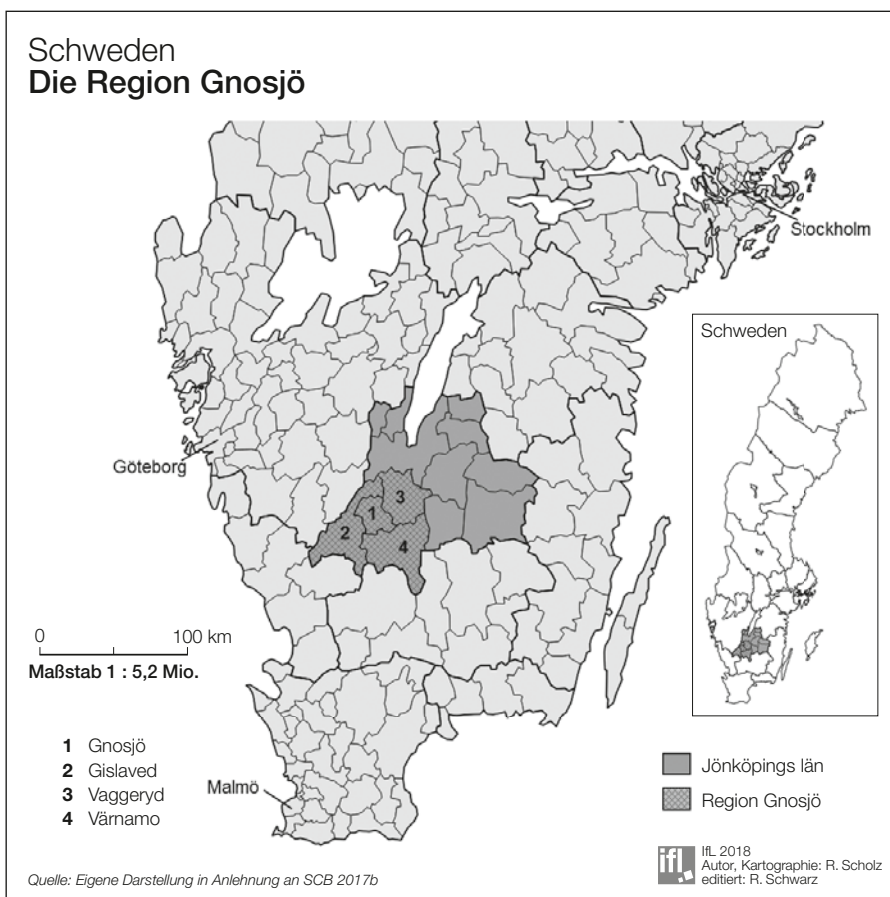 Schweden
Die Region Gnosjö
Stockholm
Schweden
Göteborg
3
1
2
4
0 100 km
Maßstab 1 : 5,2 Mio.
1 Gnosjö
2 Gislaved
3 Vaggeryd
4 Värnamo
Malmö
Jönköpings län
Region Gnosjö
ifl
IfL 2018
Autor, Kartographie: R. Scholz
editiert: R. Schwarz
Quelle: Eigene Darstellung in Anlehnung an SCB 2017b